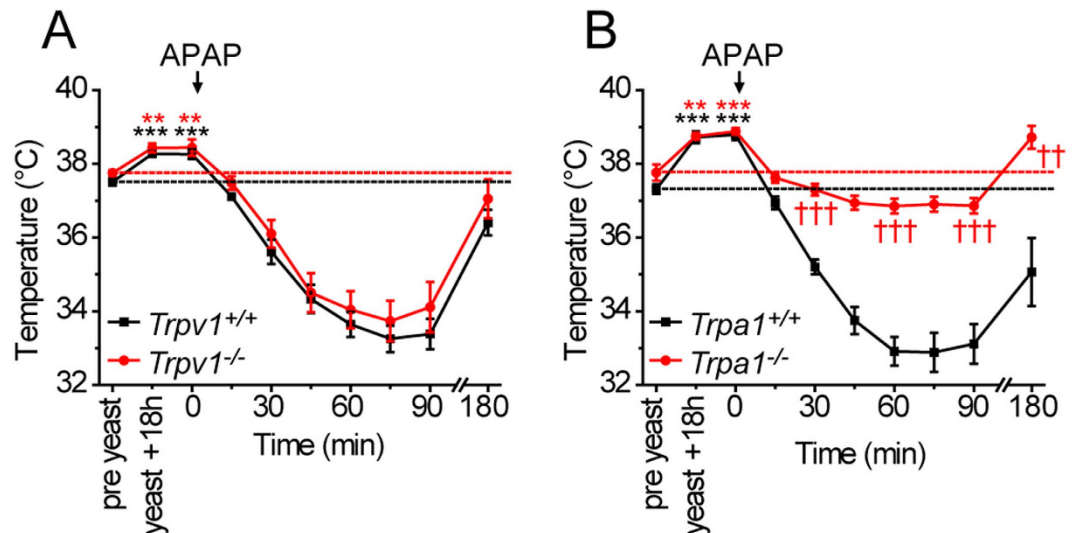 A
APAP
** **
*** ***
Temperature (°C)
40
38
36
34
32
Trpv1+/+
Trpv1-/-
pre yeast
yeast +18h
0
30
60
90
180
Time (min)
B
APAP
** ***
*** ***
††
†††
††† †††
Temperature (°C)
40
38
36
34
32
Trpa1+/+
Trpa1-/-
pre yeast
yeast +18h
0
30
60
90
180
Time (min)